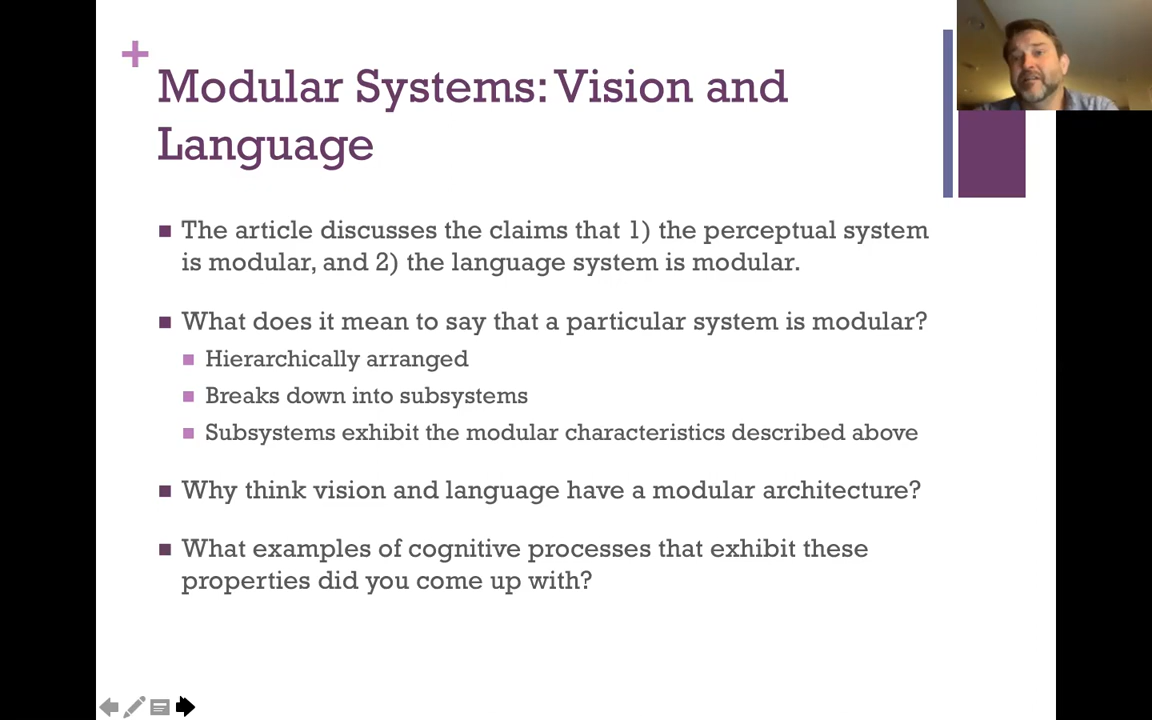 Modular Systems: Vision and
Language
The article discusses the claims that 1) the perceptual system
is modular, and 2) the language system is modular.
What does it mean to say that a particular system is modular?
Hierarchically arranged
Breaks down into subsystems
Subsystems exhibit the modular characteristics described above
Why think vision and language have a modular architecture?
What examples of cognitive processes that exhibit these
properties did you come up with?